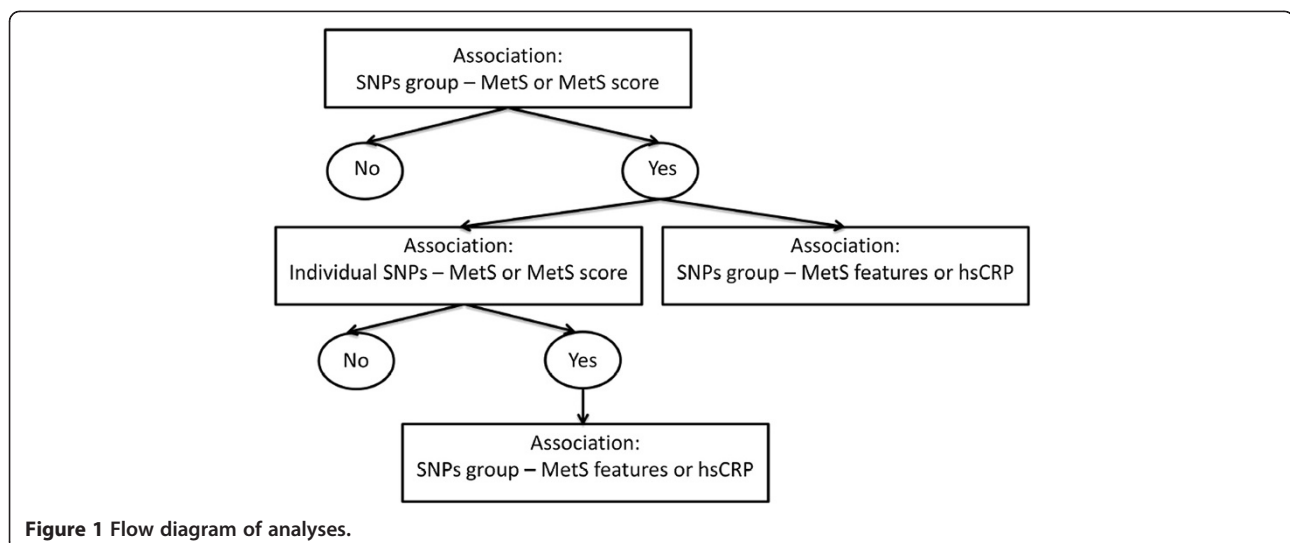 Association:
SNPs group – MetS or MetS score
No
Yes
Association:
Individual SNPs – MetS or MetS score
Association:
SNPs group – MetS features or hsCRP
No
Yes
Association:
SNPs group – MetS features or hsCRP
Figure 1 Flow diagram of analyses.